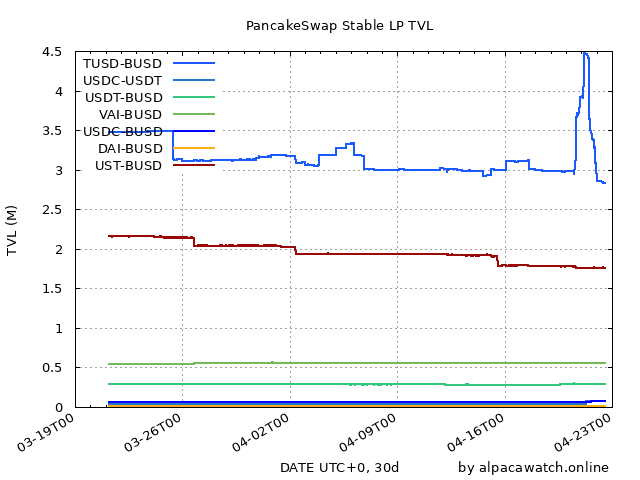 PancakeSwap Stable LP TVL
TUSD-BUSD
USDC-USDT
USDT-BUSD
VAI-BUSD
USDC-BUSD
DAI-BUSD
UST-BUSD
TVL (M)
4.5
4
3.5
3
2.5
2
1.5
1
0.5
0
03-19T00
03-26T00
04-02T00
04-09T00
04-16T00
04-23T00
DATE UTC+0, 30d
by alpacawatch.online